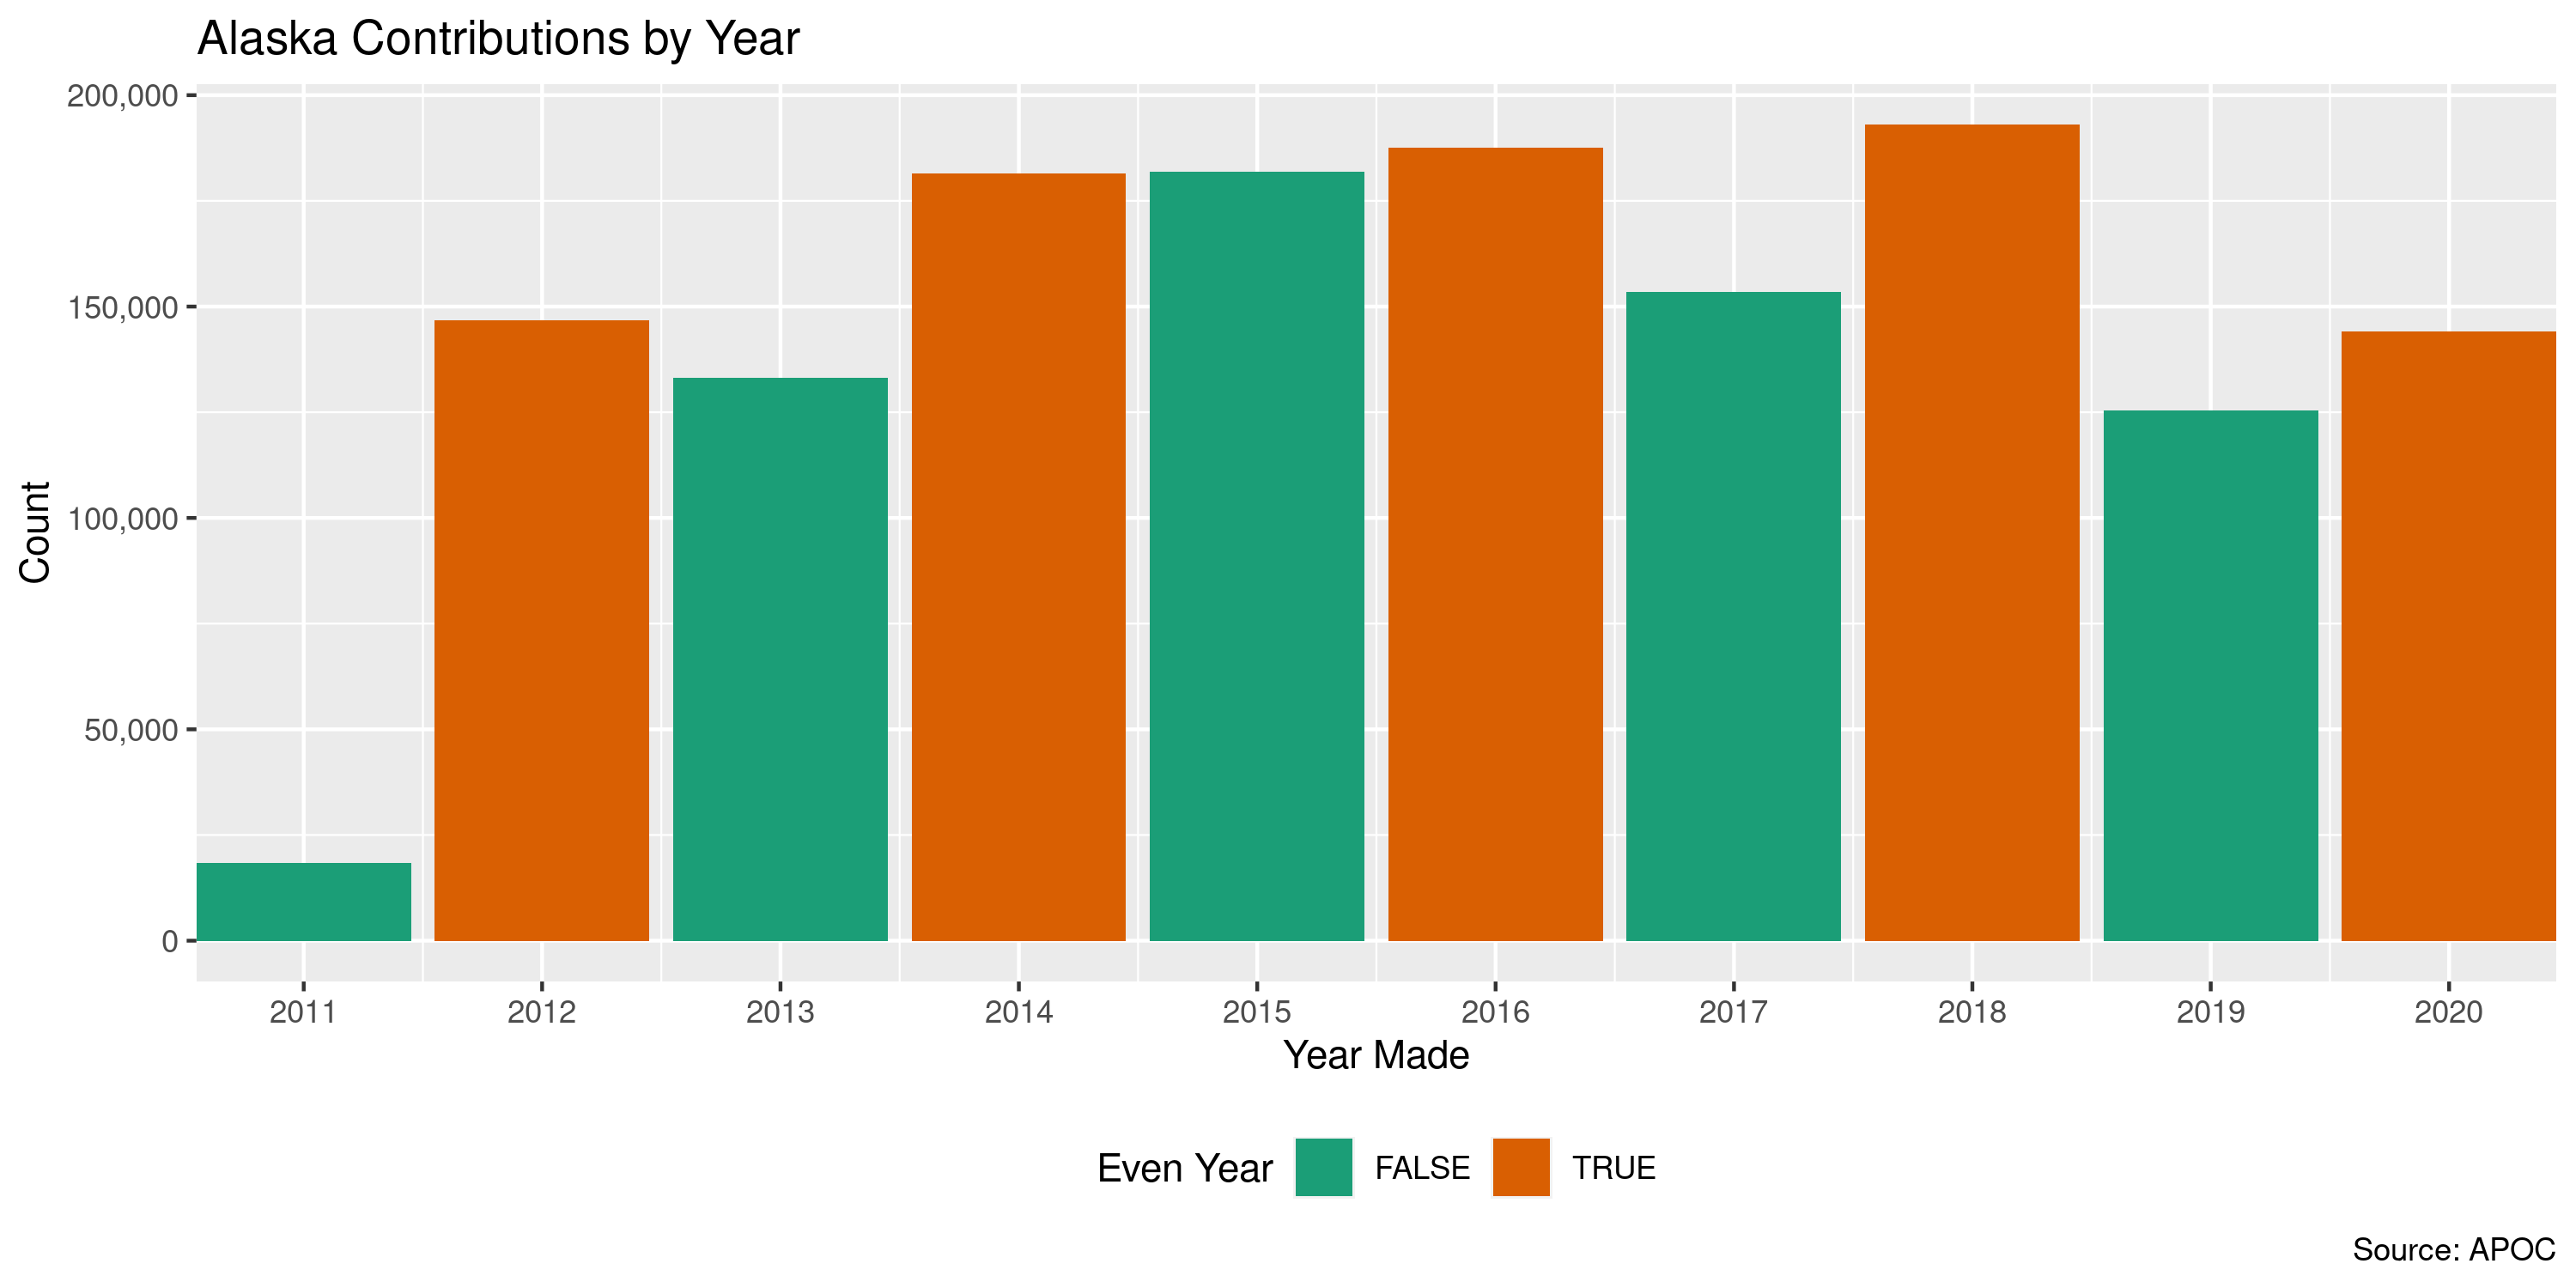 Alaska Contributions by Year
200,000
150,000
100,000
50,000
0
Count
2011 2012 2013 2014 2015 2016 2017 2018 2019 2020
Year Made
Even Year FALSE TRUE
Source: APOC